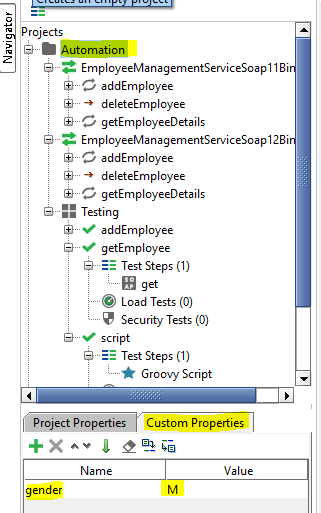 Creates an empty project
Navigator
Projects
Automation
EmployeeManagementServiceSoap11Bin
addEmployee
deleteEmployee
getEmployeeDetails
EmployeeManagementServiceSoap12Bin
addEmployee
deleteEmployee
getEmployeeDetails
Testing
addEmployee
getEmployee
Test Steps (1)
SOAP
get
Load Tests (0)
Security Tests (0)
script
Test Steps (1)
Groovy Script
Project Properties Custom Properties
Name Value
gender M